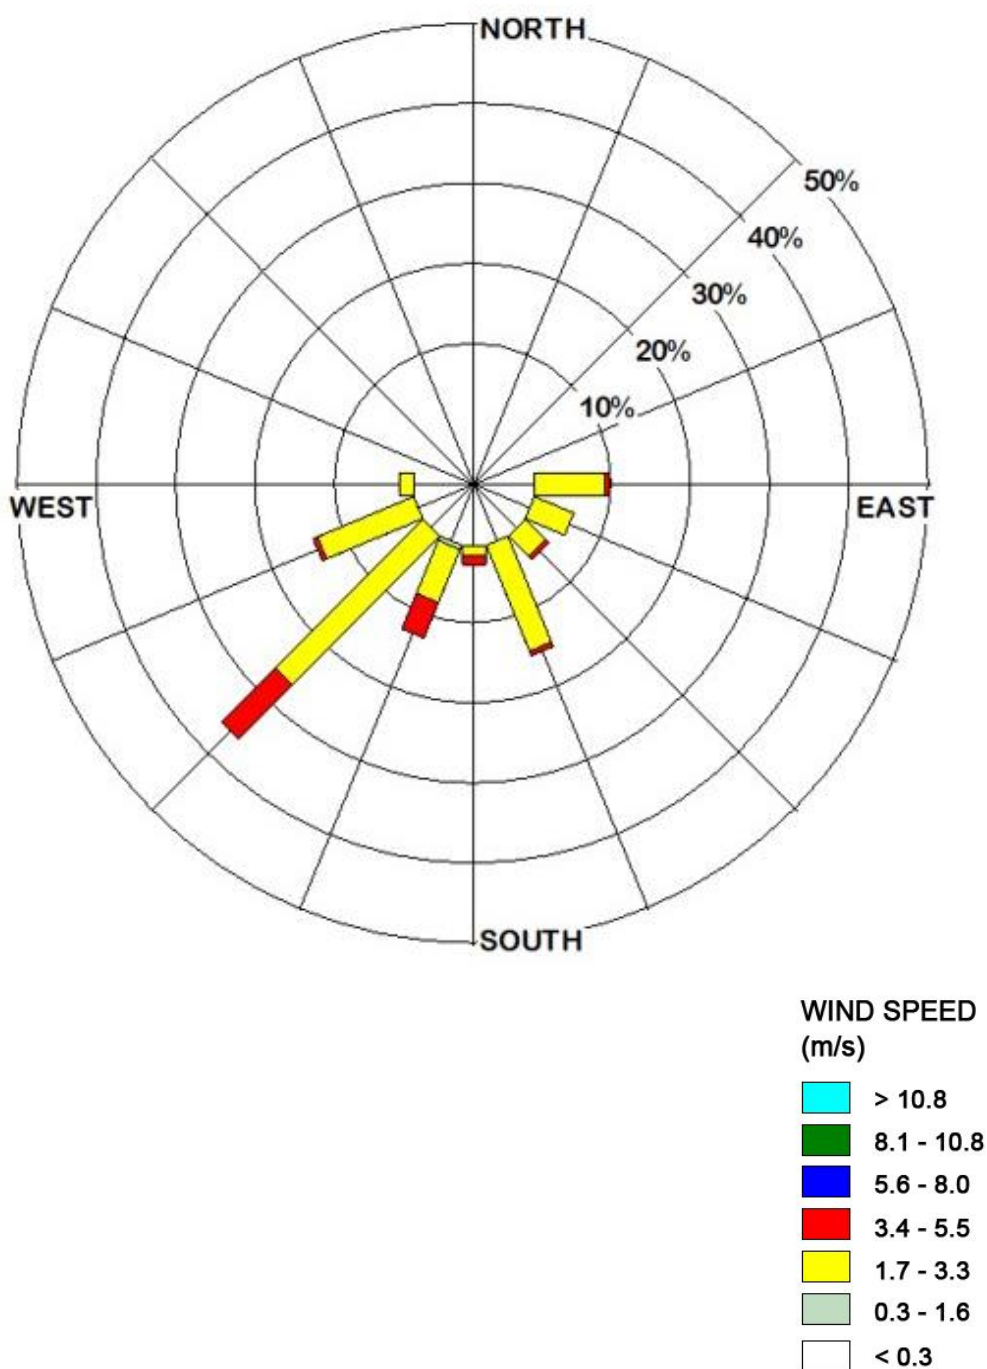 NORTH
50%
40%
30%
20%
10%
WEST
EAST
SOUTH
WIND SPEED
(m/s)
> 10.8
8.1 - 10.8
5.6 - 8.0
3.4 - 5.5
1.7 - 3.3
0.3 - 1.6
< 0.3